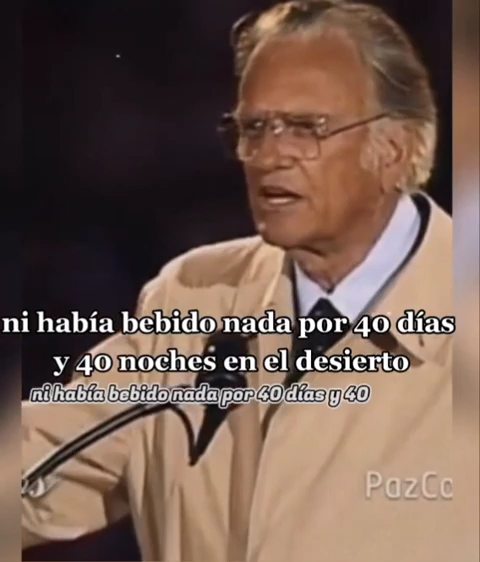 ni había bebido nada por 40 días
y 40 noches en el desierto
ni había bebido nada por 40 días y 40
PazCo